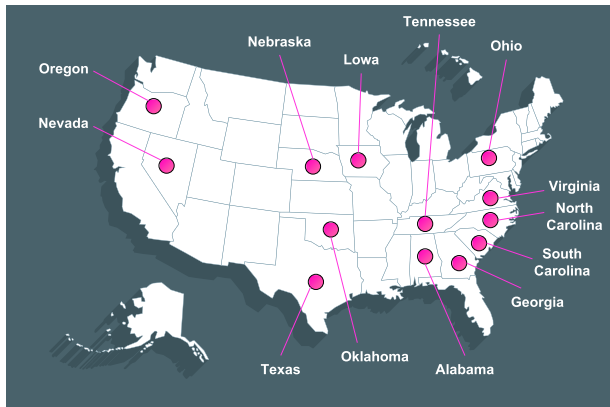 Tennessee
Nebraska
Ohio
Lowa
Oregon
Nevada
Virginia
North
Carolina
South
Carolina
Georgia
Oklahoma
Texas
Alabama